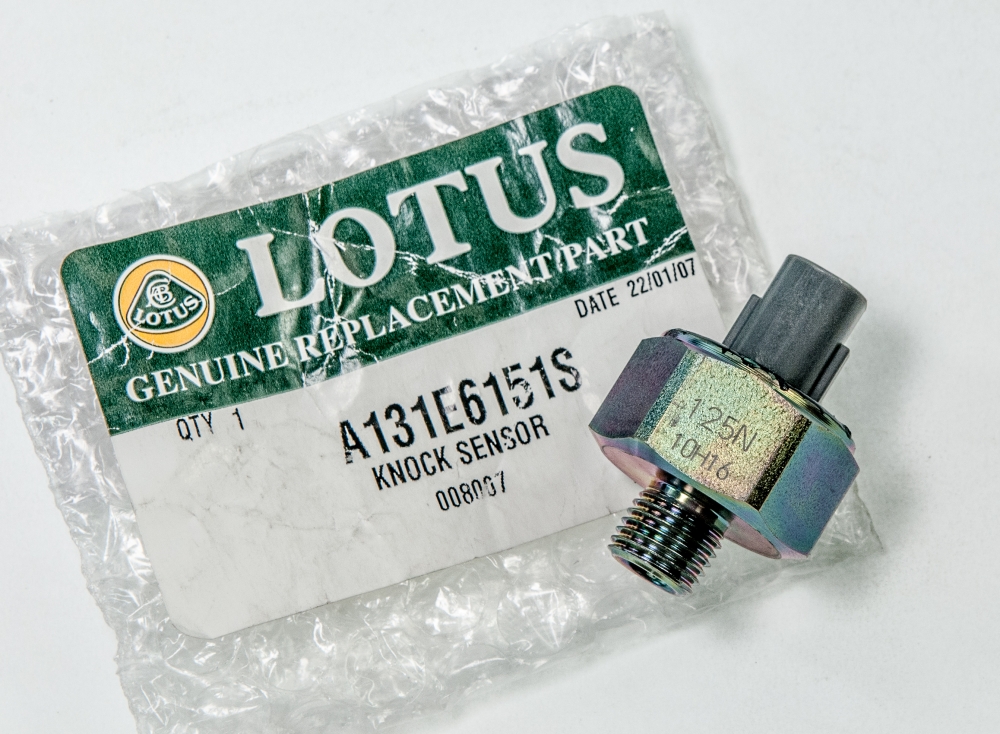 LOTUS
LOTUS
GENUINE REPLACEMENT PART
DATE 22/01/07
QTY 1
A131E6151S
KNOCK SENSOR
008007
125N
10H16